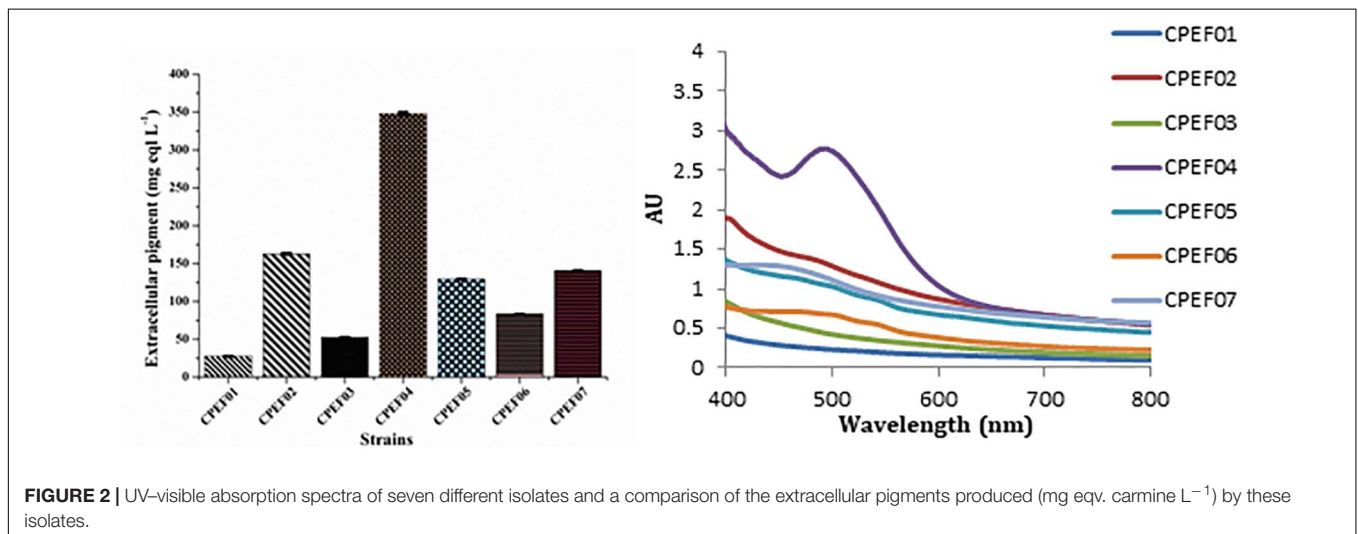 400
350
300
250
200
150
100
50
0
Extracellular pigment (mg eql L⁻¹)
CPEF01
CPEF02
CPEF03
CPEF04
CPEF05
CPEF06
CPEF07
Strains
4
3.5
3
2.5
2
1.5
1
0.5
0
AU
400
500
600
700
800
Wavelength (nm)
CPEF01
CPEF02
CPEF03
CPEF04
CPEF05
CPEF06
CPEF07
FIGURE 2 | UV–visible absorption spectra of seven different isolates and a comparison of the extracellular pigments produced (mg eqv. carmine L⁻¹) by these
isolates.